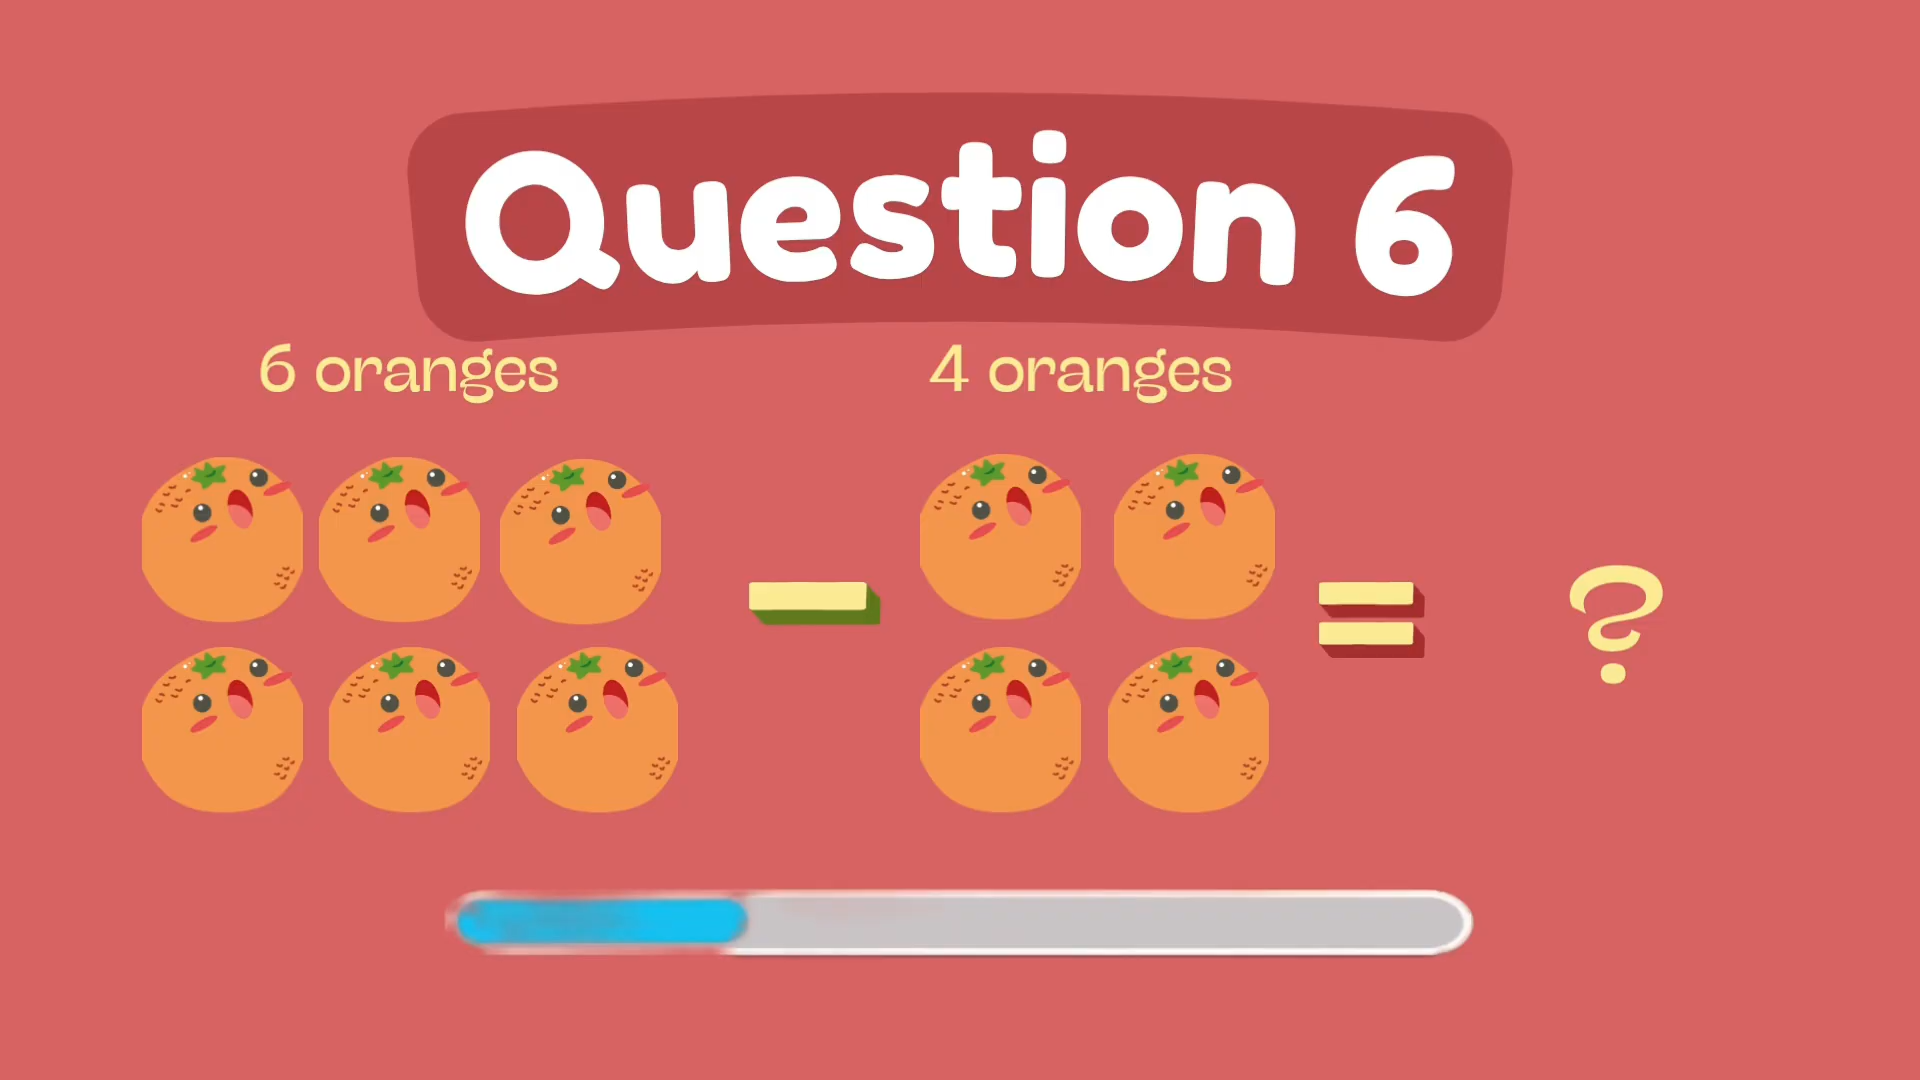 Question 6
6 oranges
4 oranges
- = ?